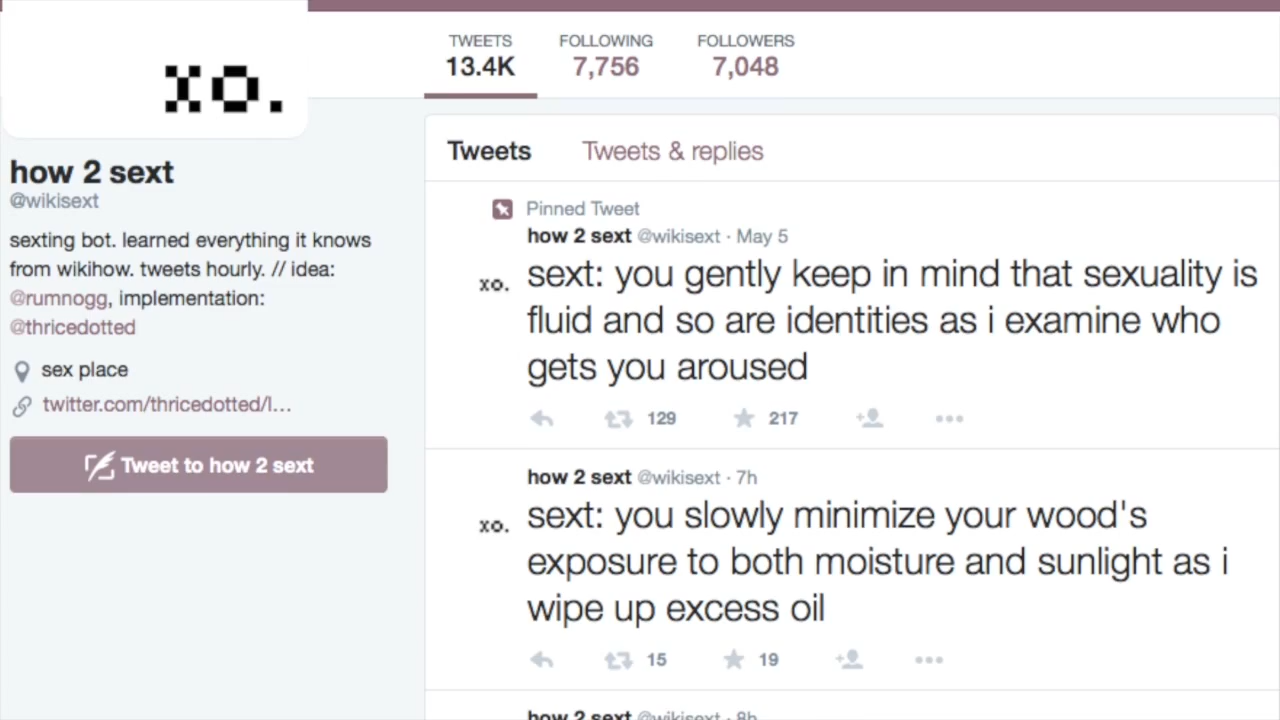 xo.
how 2 sext
@wikisext
sexting bot. learned everything it knows
from wikihow. tweets hourly. // idea:
@rumnogg, implementation:
@thricedotted
sex place
twitter.com/thricedotted/l...
Tweet to how 2 sext
TWEETS FOLLOWING FOLLOWERS
13.4K 7,756 7,048
Tweets Tweets & replies
Pinned Tweet
how 2 sext @wikisext · May 5
xo.
sext: you gently keep in mind that sexuality is
fluid and so are identities as i examine who
gets you aroused
129 217
how 2 sext @wikisext · 7h
xo.
sext: you slowly minimize your wood's
exposure to both moisture and sunlight as i
wipe up excess oil
15 19
how 2 sext @wikisext · 8h